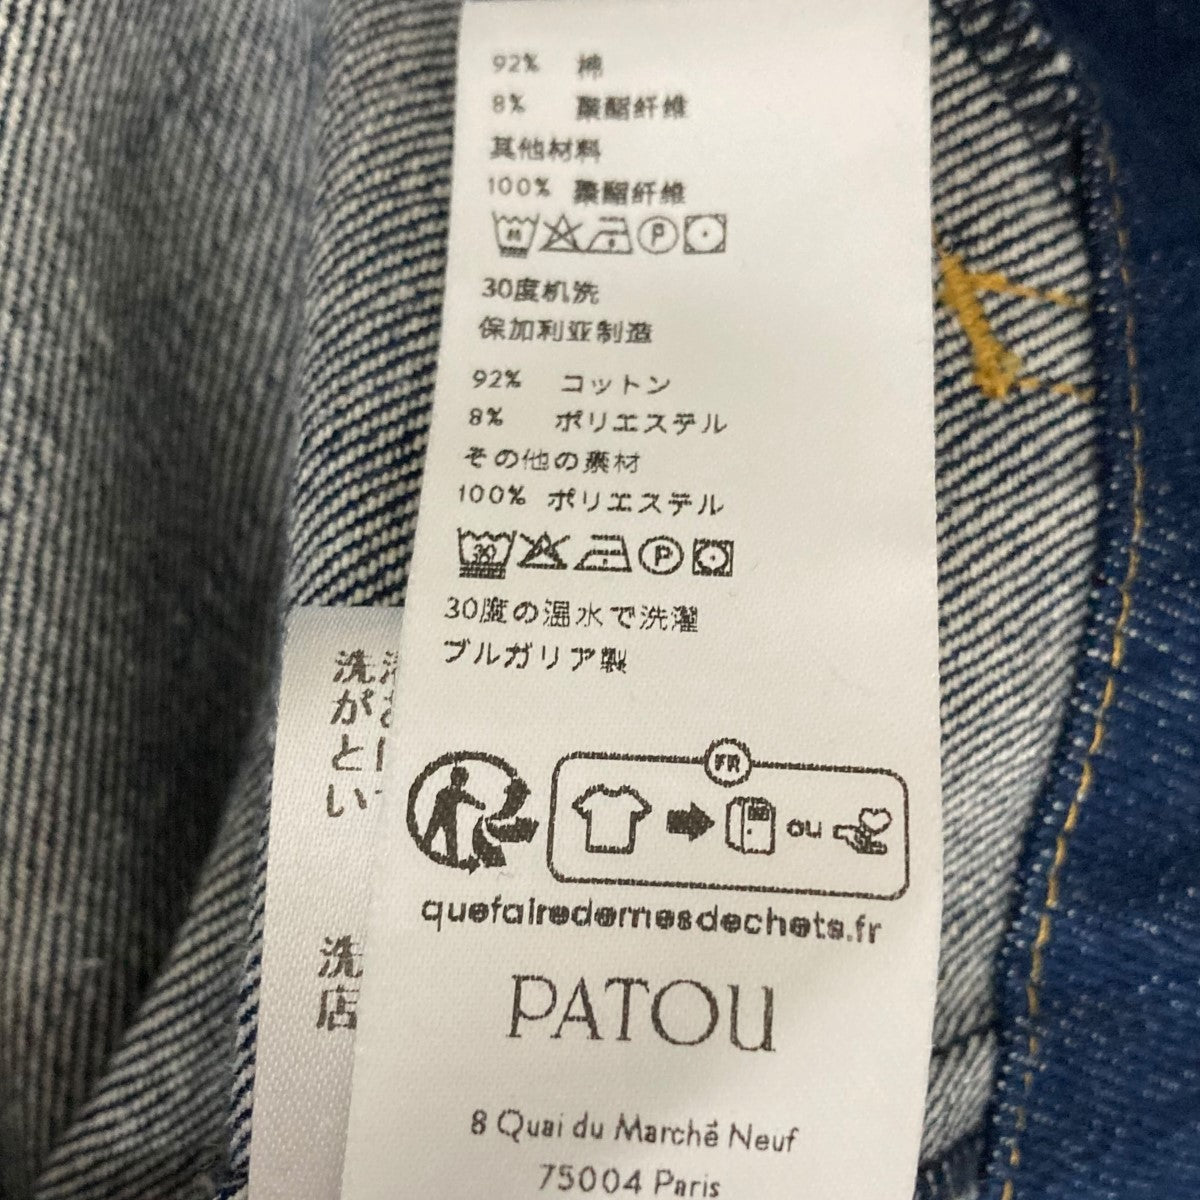 92% 棉
8% 聚酯纤维
其他材料
100% 聚酯纤维
30度机洗
保加利亚制造
92% コットン
8% ポリエステル
その他の素材
100% ポリエステル
30
P
30度の温水で洗濯
ブルガリア製
FR
ou
quefairedemesdechets.fr
PATOU
8 Quai du Marché Neuf
75004 Paris
洗
が
と
い
洗
店